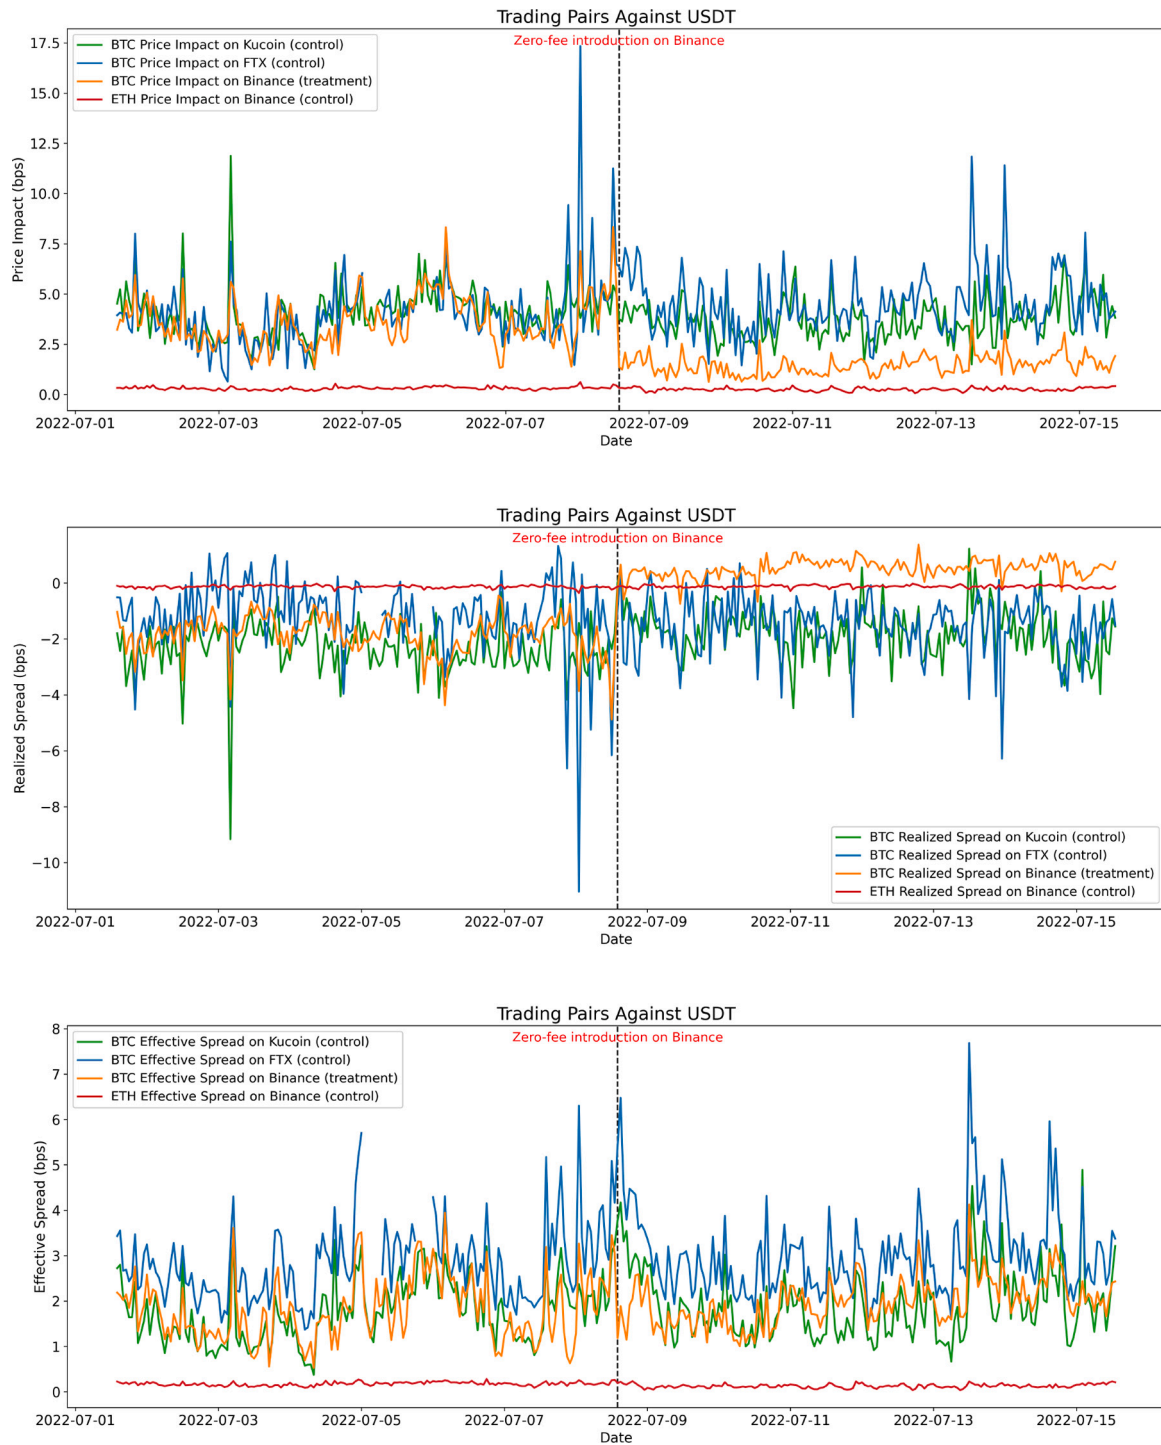 Trading Pairs Against USDT
Zero-fee introduction on Binance
BTC Price Impact on Kucoin (control)
BTC Price Impact on FTX (control)
BTC Price Impact on Binance (treatment)
ETH Price Impact on Binance (control)
Price Impact (bps)
17.5
15.0
12.5
10.0
7.5
5.0
2.5
0.0
2022-07-01 2022-07-03 2022-07-05 2022-07-07 2022-07-09 2022-07-11 2022-07-13 2022-07-15
Date
Trading Pairs Against USDT
Zero-fee introduction on Binance
Realized Spread (bps)
0
−2
−4
−6
−8
−10
BTC Realized Spread on Kucoin (control)
BTC Realized Spread on FTX (control)
BTC Realized Spread on Binance (treatment)
ETH Realized Spread on Binance (control)
2022-07-01 2022-07-03 2022-07-05 2022-07-07 2022-07-09 2022-07-11 2022-07-13 2022-07-15
Date
Trading Pairs Against USDT
Zero-fee introduction on Binance
BTC Effective Spread on Kucoin (control)
BTC Effective Spread on FTX (control)
BTC Effective Spread on Binance (treatment)
ETH Effective Spread on Binance (control)
Effective Spread (bps)
8
7
6
5
4
3
2
1
0
2022-07-01 2022-07-03 2022-07-05 2022-07-07 2022-07-09 2022-07-11 2022-07-13 2022-07-15
Date